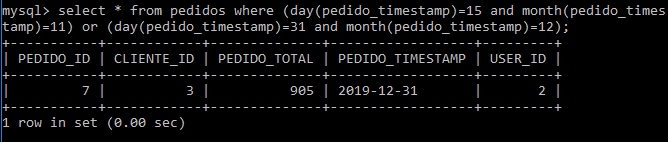 mysql> select * from pedidos where (day(pedido_timestamp)=15 and month(pedido_times
tamp)=11) or (day(pedido_timestamp)=31 and month(pedido_timestamp)=12);
+-----------+------------+--------------+------------------+---------+
| PEDIDO_ID | CLIENTE_ID | PEDIDO_TOTAL | PEDIDO_TIMESTAMP | USER_ID |
+-----------+------------+--------------+------------------+---------+
|         7 |          3 |          905 | 2019-12-31       |       2 |
+-----------+------------+--------------+------------------+---------+
1 row in set (0.00 sec)